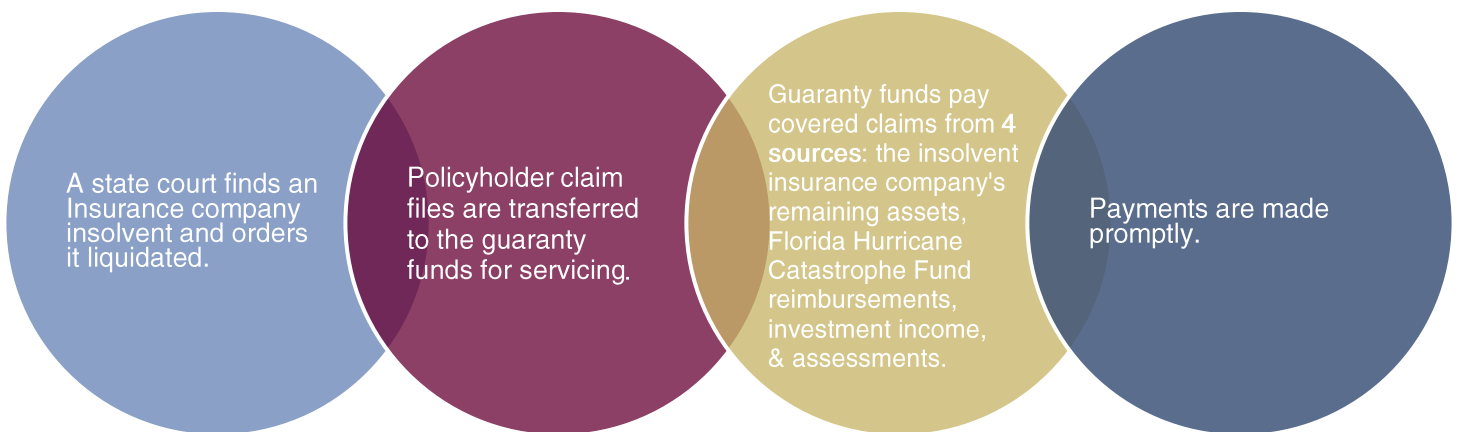 A state court finds an
Insurance company
insolvent and orders
it liquidated.
Policyholder claim
files are transferred
to the guaranty
funds for servicing.
Guaranty funds pay
covered claims from 4
sources: the insolvent
insurance company's
remaining assets,
Florida Hurricane
Catastrophe Fund
reimbursements,
investment income,
& assessments.
Payments are made
promptly.